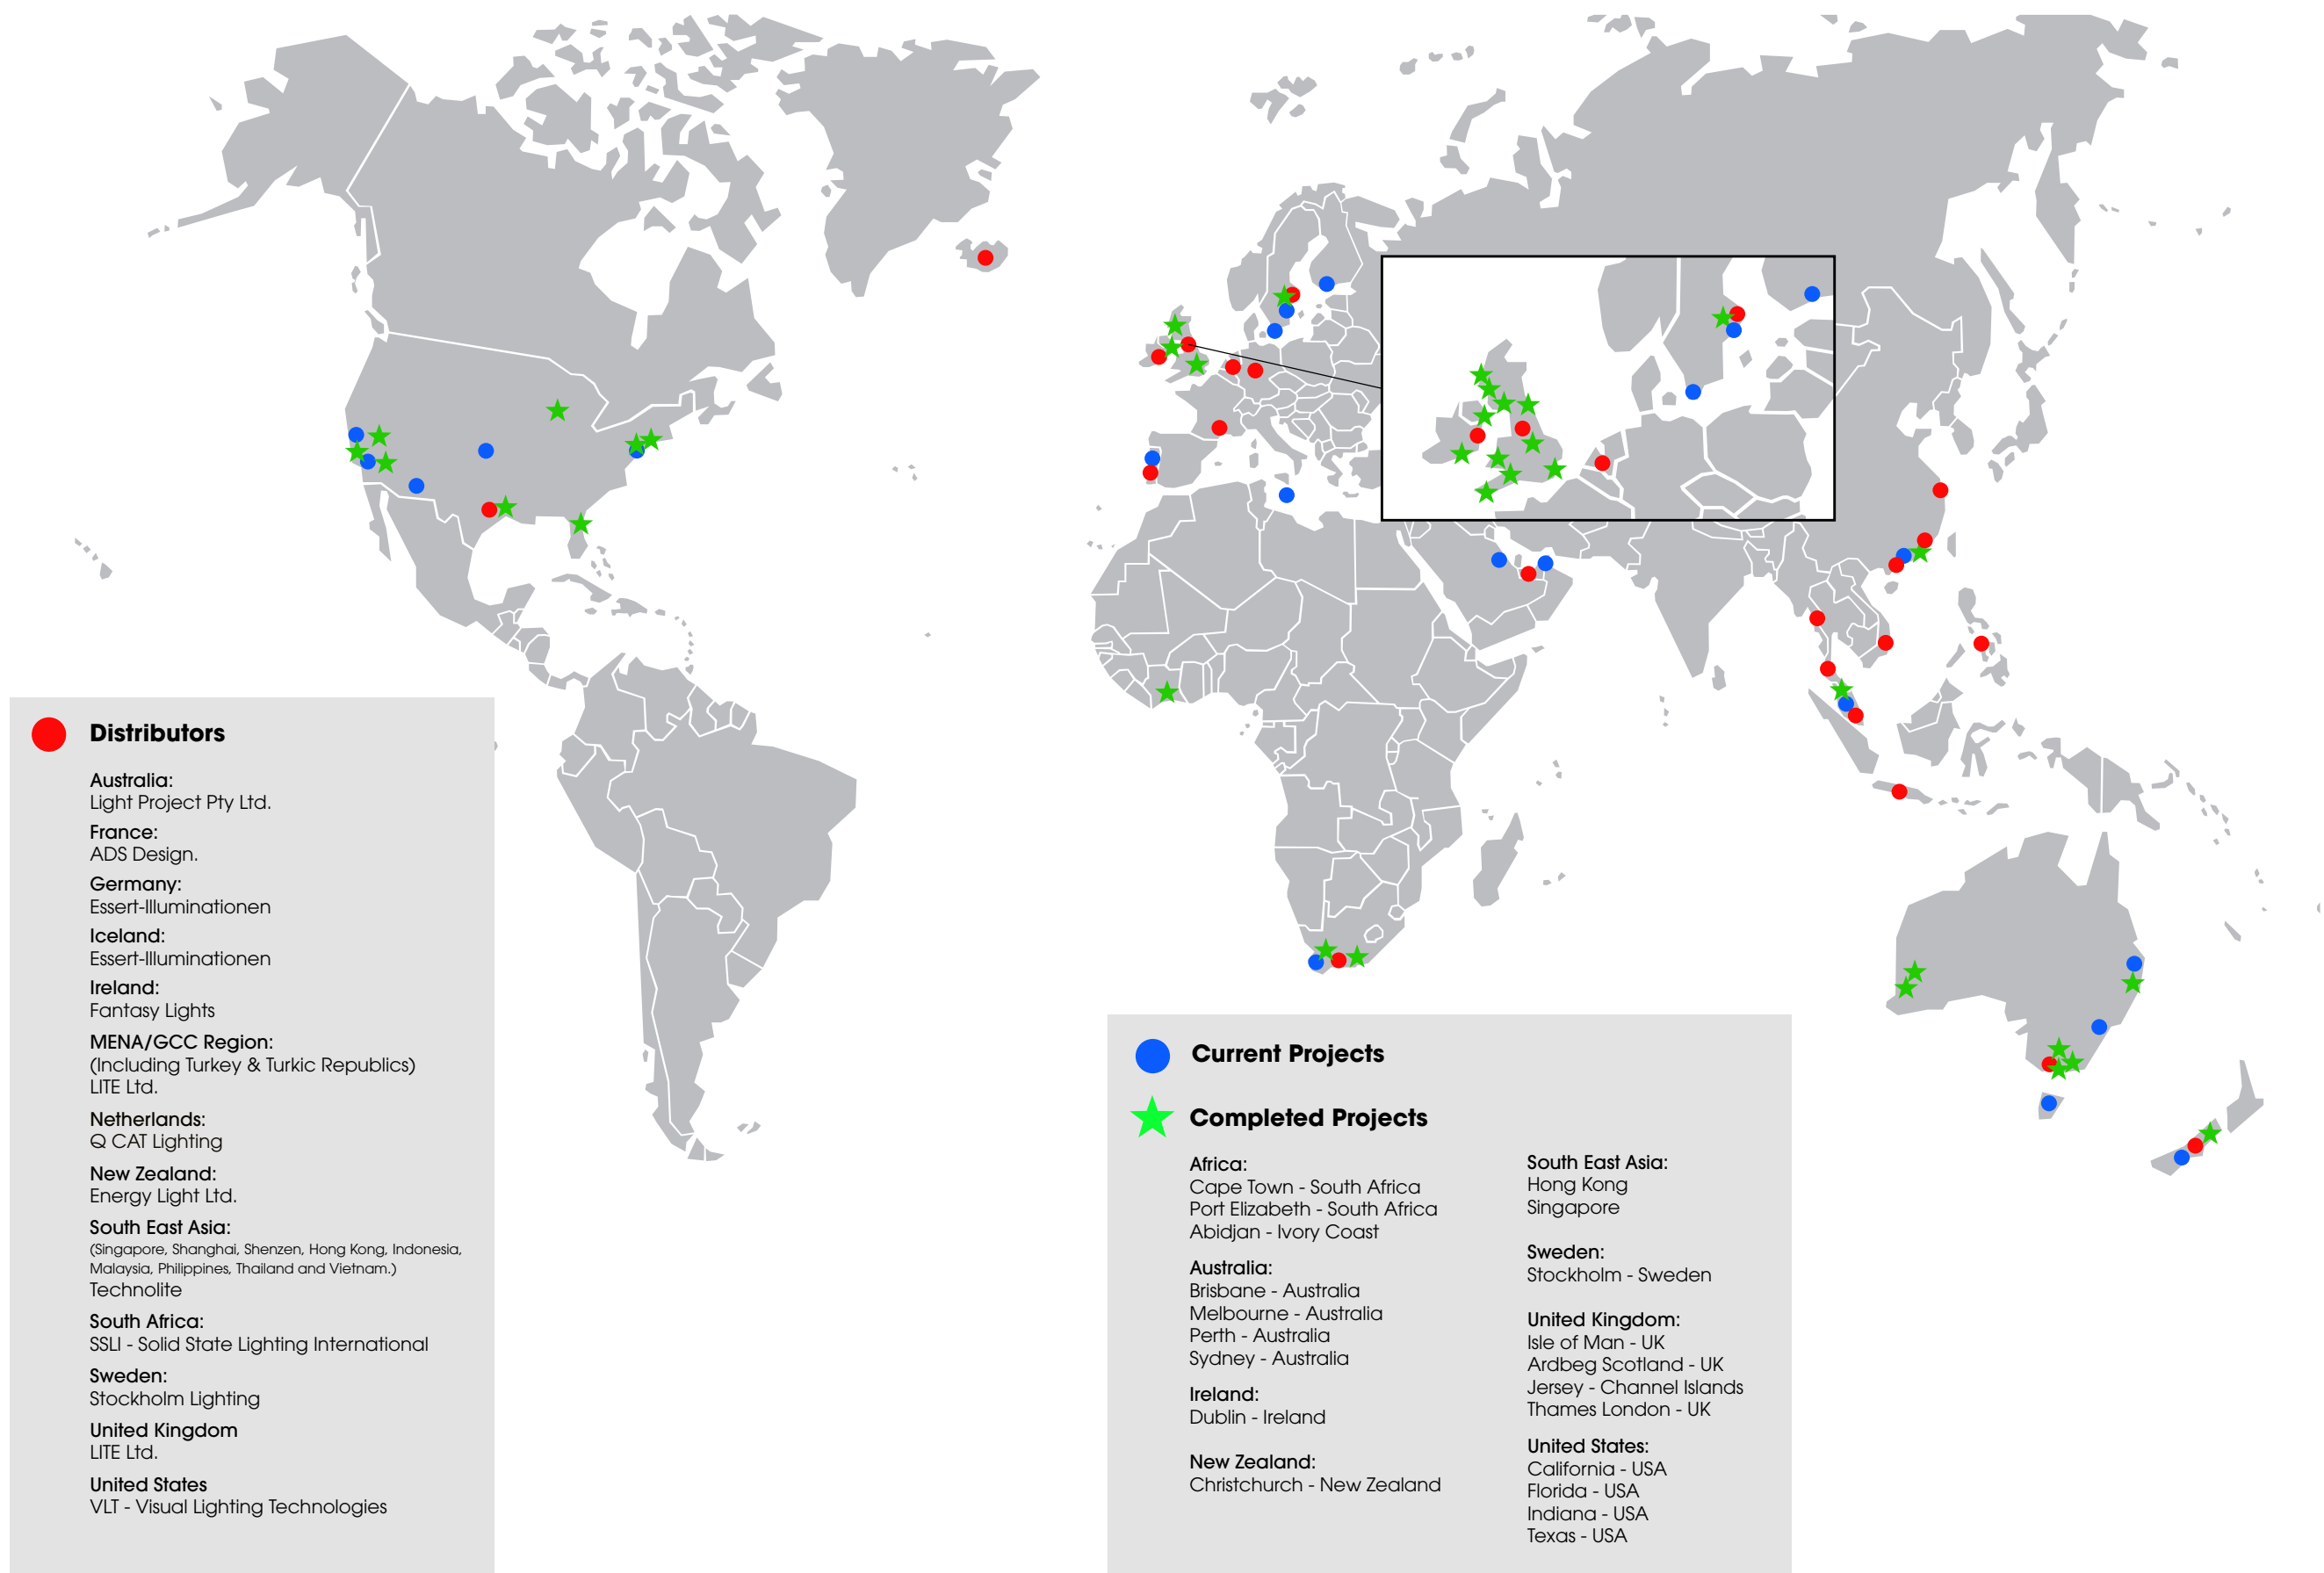 Distributors
Australia:
Light Project Pty Ltd.
France:
ADS Design.
Germany:
Essert-Illuminationen
Iceland:
Essert-Illuminationen
Ireland:
Fantasy Lights
MENA/GCC Region:
(Including Turkey & Turkic Republics)
LITE Ltd.
Netherlands:
Q CAT Lighting
New Zealand:
Energy Light Ltd.
South East Asia:
(Singapore, Shanghai, Shenzen, Hong Kong, Indonesia,
Malaysia, Philippines, Thailand and Vietnam.)
Technolite
South Africa:
SSLI - Solid State Lighting International
Sweden:
Stockholm Lighting
United Kingdom
LITE Ltd.
United States
VLT - Visual Lighting Technologies
Current Projects
Completed Projects
Africa:
Cape Town - South Africa
Port Elizabeth - South Africa
Abidjan - Ivory Coast
Australia:
Brisbane - Australia
Melbourne - Australia
Perth - Australia
Sydney - Australia
Ireland:
Dublin - Ireland
New Zealand:
Christchurch - New Zealand
South East Asia:
Hong Kong
Singapore
Sweden:
Stockholm - Sweden
United Kingdom:
Isle of Man - UK
Ardbeg Scotland - UK
Jersey - Channel Islands
Thames London - UK
United States:
California - USA
Florida - USA
Indiana - USA
Texas - USA